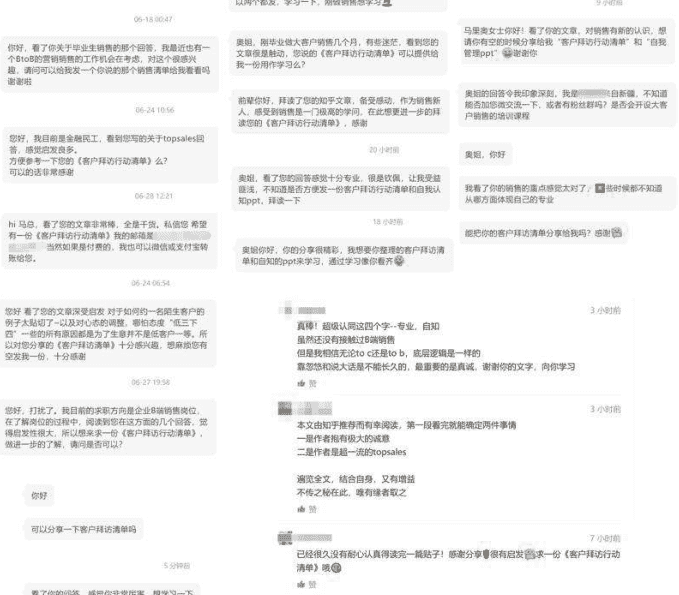 06-18 00:47
你好，看了你关于毕业生销售的那个回答，我最近也有一
个BtoB的营销销售的工作机会在考虑，对这个很感兴
趣，请问可以给我发一个你说的那个销售清单给我看看吗
谢谢啦
06-24 10:56
您好，我目前是金融民工，看到您写的关于topsales回
答，感觉启发良多。
方便参考一下您的《客户拜访行动清单》么？
可以的话非常感谢
06-28 12:21
hi 马总，看了您的文章非常棒，全是干货。私信您 希望
有一份《客户拜访行动清单》我的邮箱是
当然如果是付费的，我也可以微信或支付宝转
账给您。
06-24 06:54
您好 看了您的文章深受启发 对于如何约一名陌生客户的
例子太贴切了~以及对心态的调整，哪怕态度“低三下
四”一些的所有原因都是为了生意并不是低客户一等。所
以对您分享的《客户清单》十分感兴趣，想麻烦您有
空发我一份，十分感谢
06-27 19:58
您好，打扰了。我目前的求职方向是企业B端销售岗位，
在了解岗位的过程中，阅读到您在这方面的几个回答，觉
得启发性很大，所以想来求一份《客户拜访行动清单》，
做进一步的了解，请问是否可以？
你好
可以分享一下客户拜访清单吗
5 分钟前
看了你的回答，感觉你非常厉害，想学习一下
以两个都发，学习一下，刚做销售想学习
奥姐，刚毕业做大客户销售几个月，有些迷茫，看到您的
文章很是触动，您说的《客户拜访行动清单》可以提供给
我一份用作学习么？
前辈你好，拜读了您的知乎文章，备受感动，作为销售新
人，感受到销售是一门极高的学问，在此想更进一步的拜
读您的《客户拜访行动清单》，感谢
20 小时前
奥姐，看了您的回答感觉十分专业，很是钦佩，让我受益
匪浅，不知道是否方便发一份客户拜访行动清单和自我认
知ppt，拜读一下
18 小时前
奥姐你好，你的分享很精彩，我想要你整理的客户拜访清
单和自知的ppt来学习，通过学习像你看齐
9 小时前
马里奥女士你好！看了你的文章，对销售有新的认识，想
请你有空的时候分享给我“客户拜访行动清单”和“自我
管理ppt”谢谢你
奥姐的回答令我印象深刻。我是自新疆，不知道
能否加您微交流一下，或者有粉丝群吗？是否会开设大客
户销售的培训课程
奥姐，你好
我看了你的销售的重点感觉太对了，些时候都不知道
从哪方面体现自己的专业
能把你的客户拜访清单分享给我吗？感谢
3 小时前
真棒！超级认同这四个字--专业，自知
虽然还没有接触过B端销售
但是我相信无论to c还是to b，底层逻辑是一样的
靠忽悠和说大话是不能长久的，最重要的是真诚，谢谢你的文字，向你学习
赞
3 小时前
本文由知乎推荐而有幸阅读，第一段看完就能确定两件事情
一是作者抱有极大的诚意
二是作者是超一流的topsales
遍览全文，结合自身，又有增益
不传之秘在此，唯有缘者取之
赞
7 小时前
已经很久没有耐心认真得读完一篇贴子！感谢分享很有启发求一份《客户拜访行动
清单》哦
赞